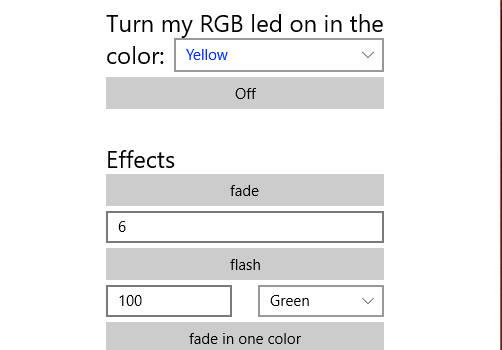 Turn my RGB led on in the
color: Yellow
Off
Effects
fade
6
flash
100 Green
fade in one color